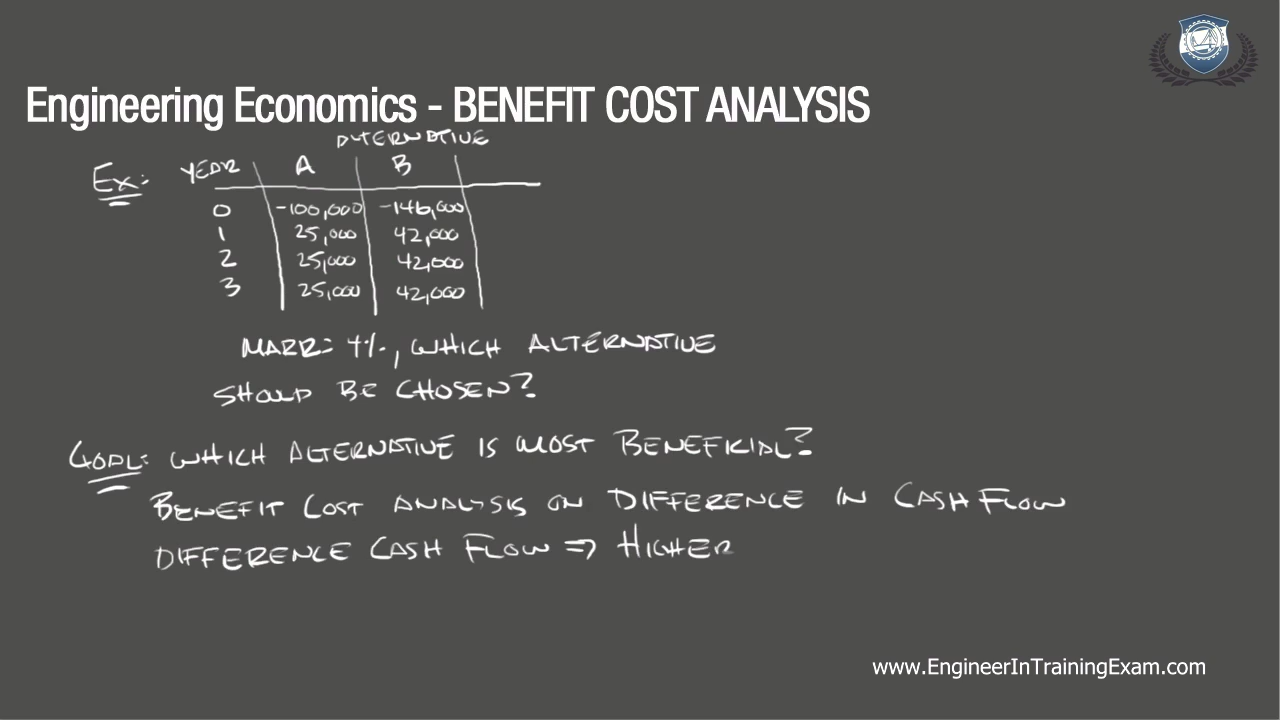 Engineering Economics - BENEFIT COST ANALYSIS
ALTERNATIVE
EX: YEAR A B
0 -100,000 -146,000
1 25,000 42,000
2 25,000 42,000
3 25,000 42,000
MARR= 4%, WHICH ALTERNATIVE
SHOULD BE CHOSEN?
GOAL: WHICH ALTERNATIVE IS MOST BENEFICIAL?
BENEFIT COST ANALYSIS ON DIFFERENCE IN CASH FLOW
DIFFERENCE CASH FLOW => HIGHER
www.EngineerInTrainingExam.com